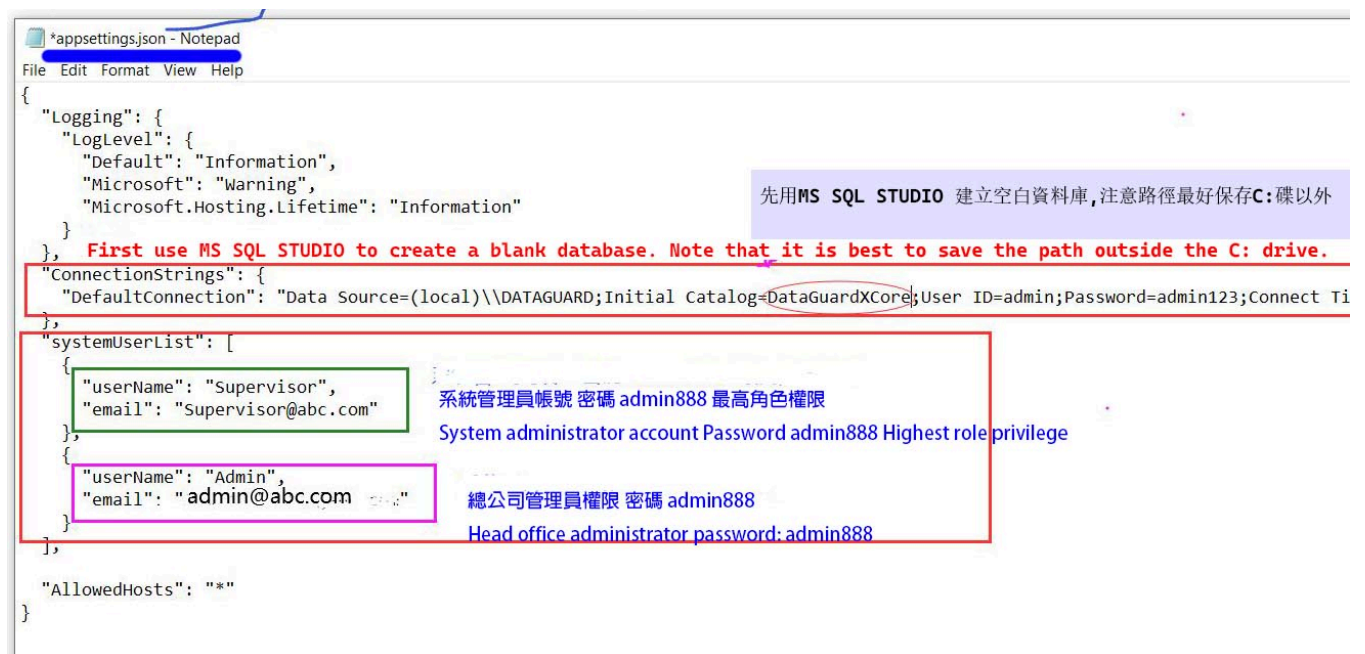 *appsettings.json - Notepad
File Edit Format View Help
{
"Logging": {
"LogLevel": {
"Default": "Information",
"Microsoft": "Warning",
"Microsoft.Hosting.Lifetime": "Information"
}
},
先用MS SQL STUDIO 建立空白資料庫,注意路徑最好保存C:碟以外
First use MS SQL STUDIO to create a blank database. Note that it is best to save the path outside the C: drive.
"ConnectionStrings": {
"DefaultConnection": "Data Source=(local)\\DATAGUARD;Initial Catalog=DataGuardXCore;User ID=admin;Password=admin123;Connect Ti
},
"systemUserList": [
{
"userName": "Supervisor",
"email": "Supervisor@abc.com"
},
系統管理員帳號 密碼 admin888 最高角色權限
System administrator account Password admin888 Highest role privilege
{
"userName": "Admin",
"email": "admin@abc.com"
}
總公司管理員權限 密碼 admin888
Head office administrator password: admin888
],
"AllowedHosts": "*"
}